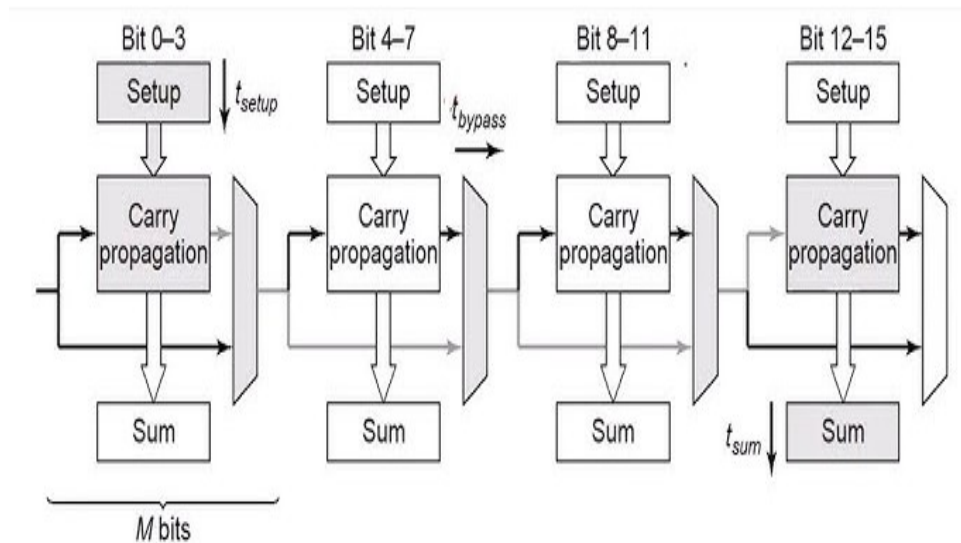 Bit 0–3
Bit 4–7
Bit 8–11
Bit 12–15
Setup
t_setup
Setup
t_bypass
Setup
Setup
Carry
propagation
Carry
propagation
Carry
propagation
Carry
propagation
Sum
Sum
Sum
t_sum
Sum
M bits